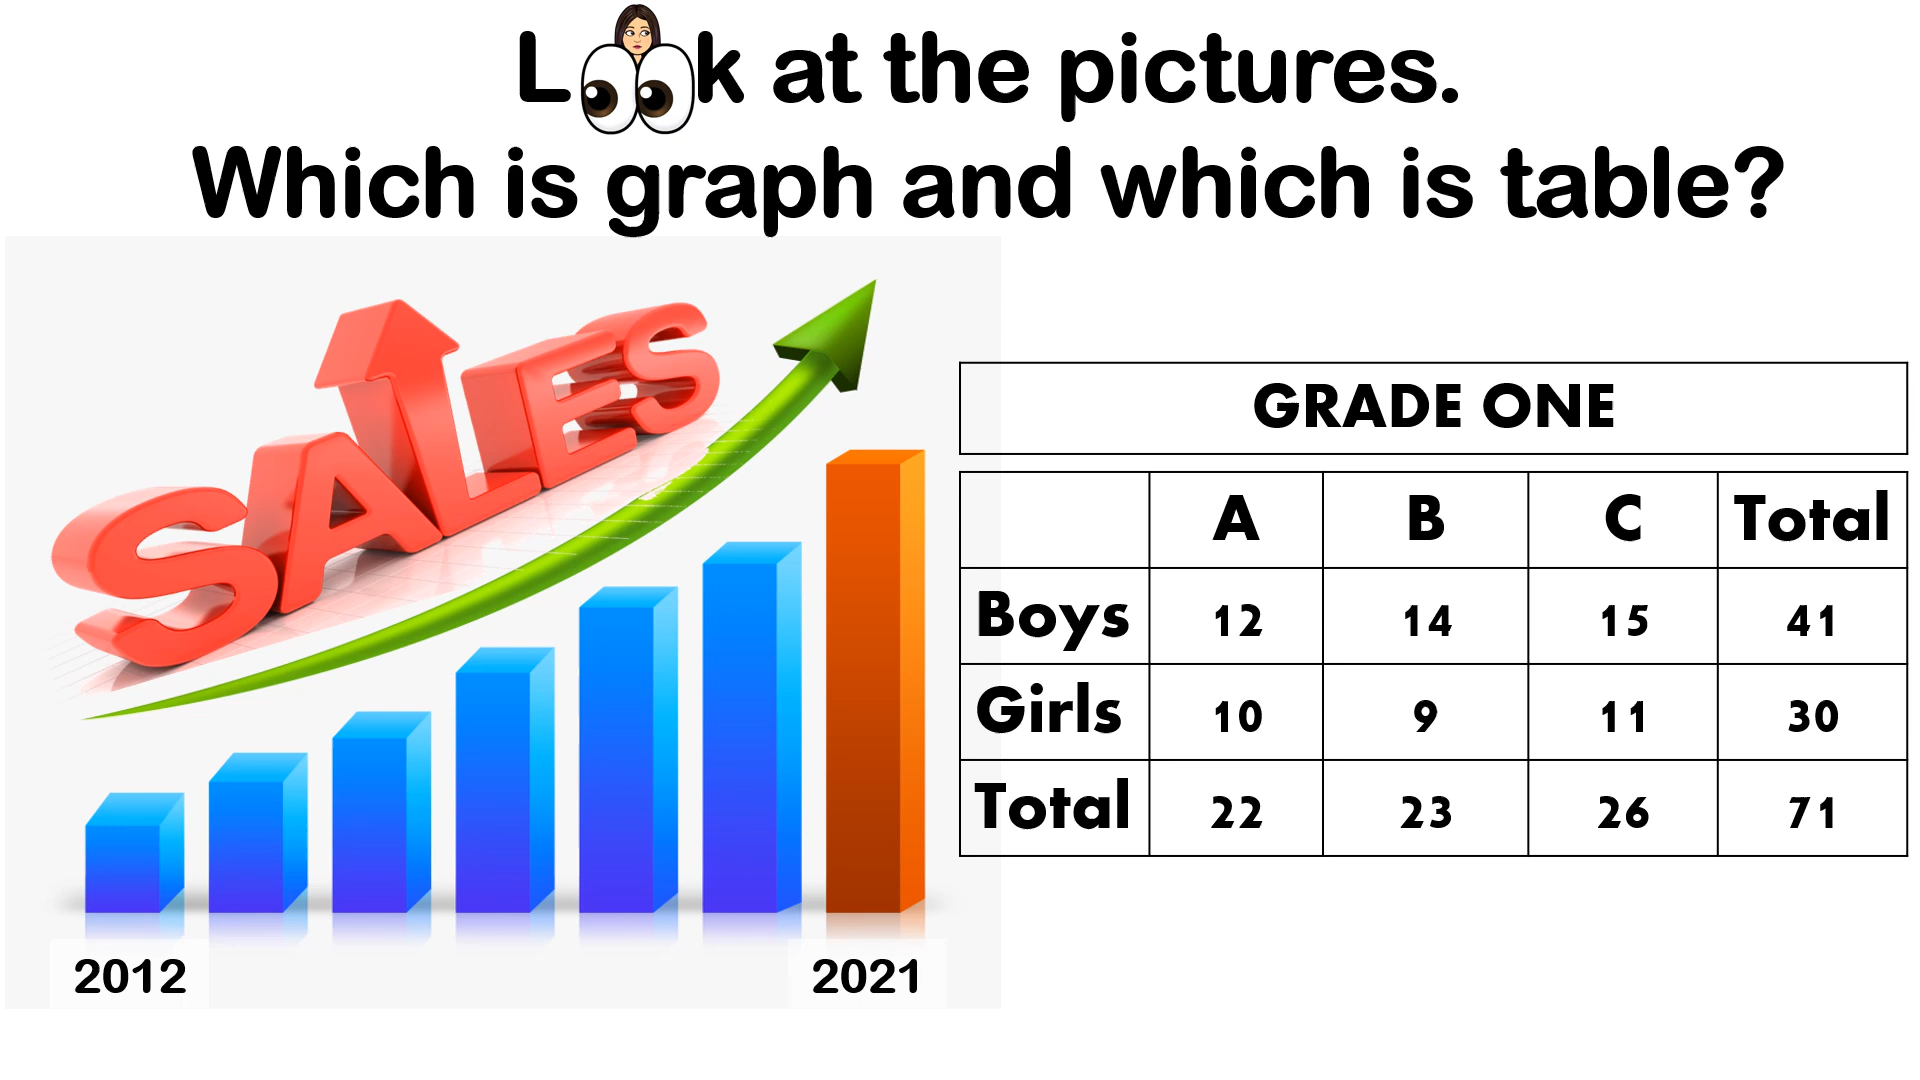 Look at the pictures.
Which is graph and which is table?
SALES
2012
2021
GRADE ONE
A B C Total
Boys 12 14 15 41
Girls 10 9 11 30
Total 22 23 26 71